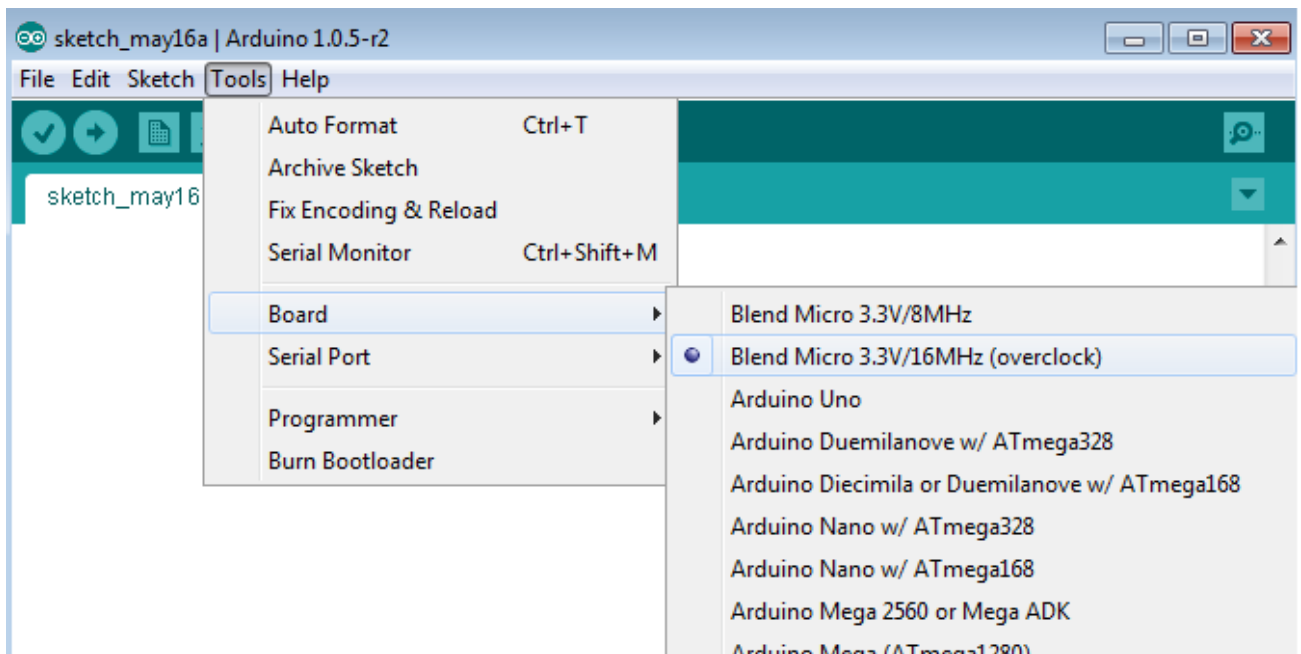 sketch_may16a | Arduino 1.0.5-r2
File Edit Sketch Tools Help
sketch_may16
Auto Format Ctrl+T
Archive Sketch
Fix Encoding & Reload
Serial Monitor Ctrl+Shift+M
Board
Serial Port
Programmer
Burn Bootloader
Blend Micro 3.3V/8MHz
Blend Micro 3.3V/16MHz (overclock)
Arduino Uno
Arduino Duemilanove w/ ATmega328
Arduino Diecimila or Duemilanove w/ ATmega168
Arduino Nano w/ ATmega328
Arduino Nano w/ ATmega168
Arduino Mega 2560 or Mega ADK
Arduino Mega (ATmega1280)